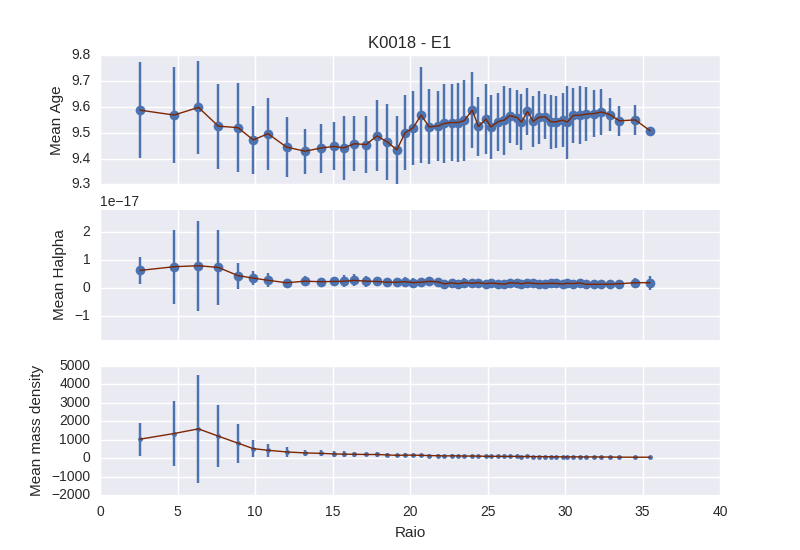 K0018 - E1
9.8
9.7
9.6
9.5
9.4
9.3
Mean Age
1e−17
2
1
0
−1
Mean Halpha
5000
4000
3000
2000
1000
0
−1000
−2000
Mean mass density
0 5 10 15 20 25 30 35 40
Raio